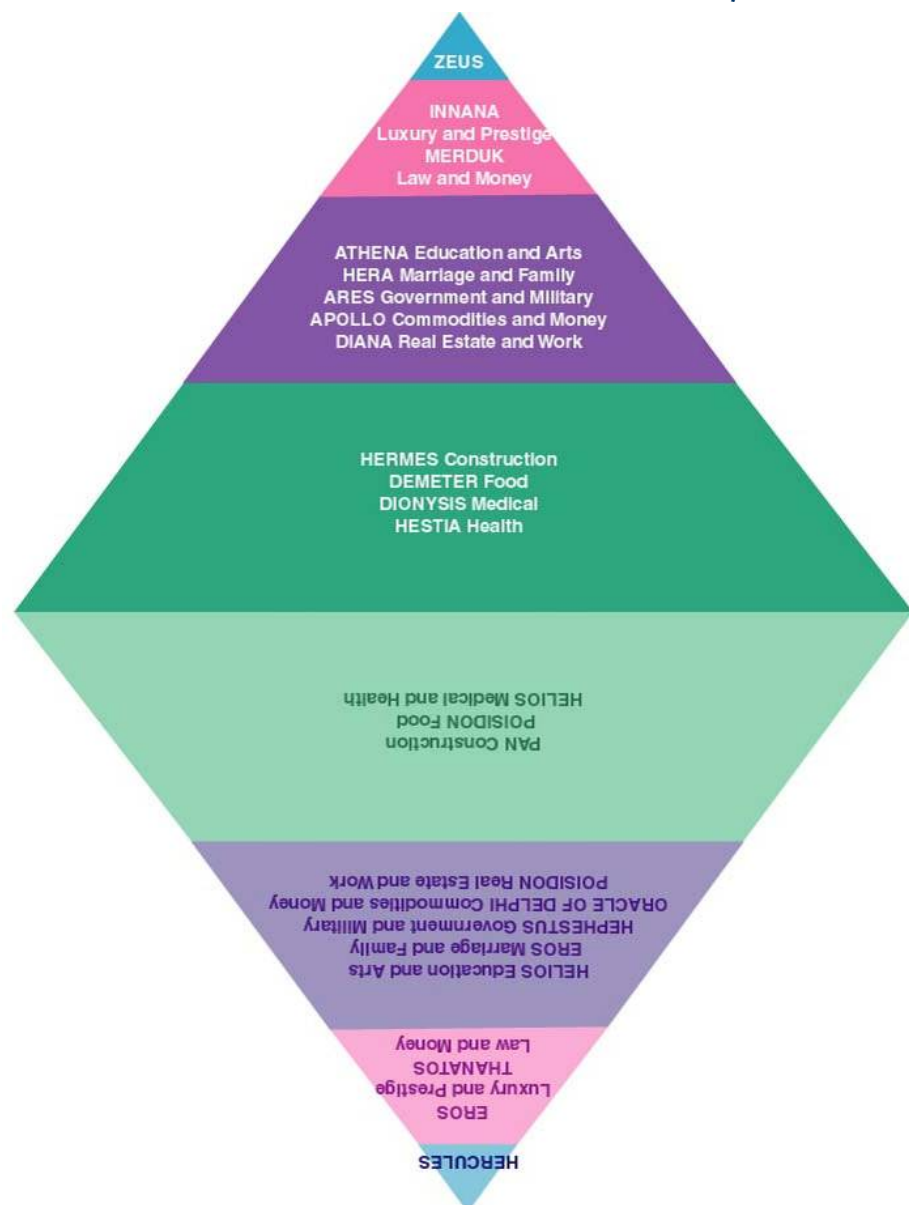 ZEUS
INNANA
Luxury and Prestige
MERDUK
Law and Money
ATHENA Education and Arts
HERA Marriage and Family
ARES Government and Military
APOLLO Commodities and Money
DIANA Real Estate and Work
HERMES Construction
DEMETER Food
DIONYSIS Medical
HESTIA Health
HERCULES
EROS
Luxury and Prestige
THANATOS
Law and Money
HELIOS Education and Arts
EROS Marriage and Family
HEPHESTUS Government and Military
ORACLE OF DELPHI Commodities and Money
POISIDON Real Estate and Work
PAN Construction
POISIDON Food
HELIOS Medical and Health